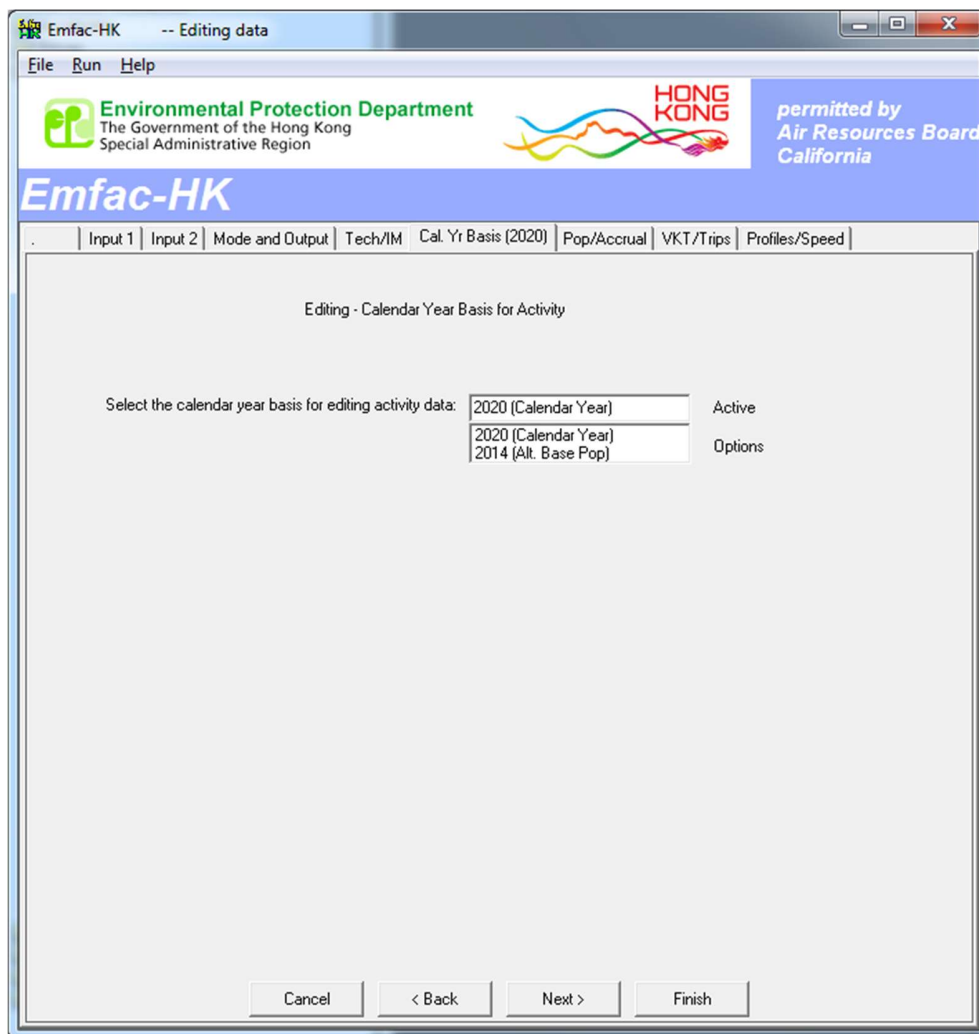 Emfac-HK -- Editing data
File Run Help
Environmental Protection Department
The Government of the Hong Kong
Special Administrative Region
HONG
KONG
permitted by
Air Resources Board
California
Emfac-HK
. Input 1 Input 2 Mode and Output Tech/IM Cal. Yr Basis (2020) Pop/Accrual VKT/Trips Profiles/Speed
Editing - Calendar Year Basis for Activity
Select the calendar year basis for editing activity data: 2020 (Calendar Year) Active
2020 (Calendar Year)
2014 (Alt. Base Pop) Options
Cancel < Back Next > Finish